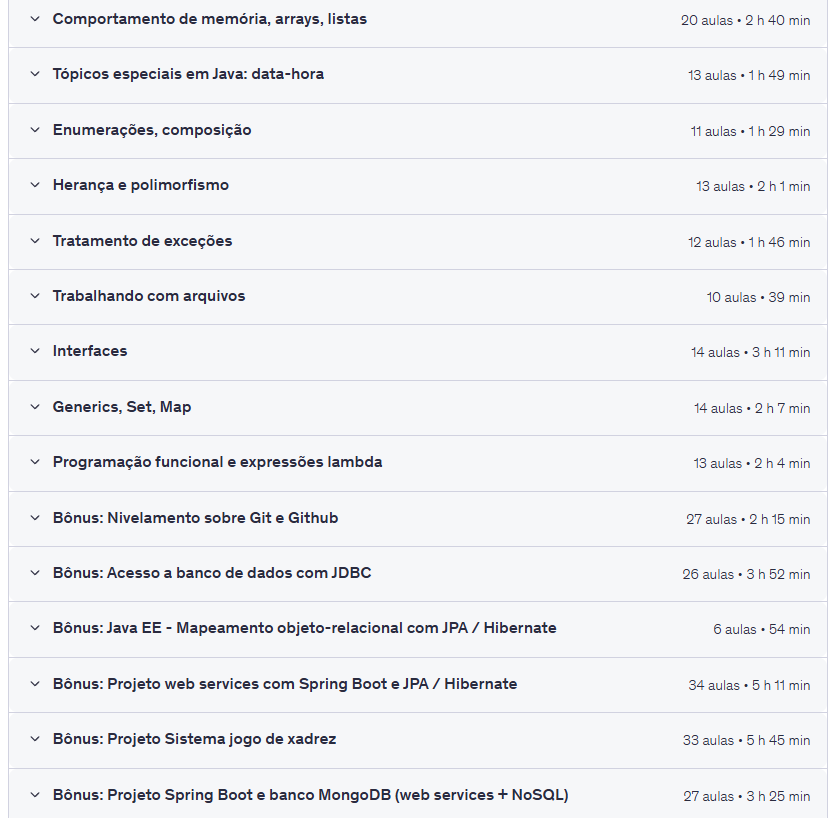 Comportamento de memória, arrays, listas 20 aulas • 2 h 40 min
Tópicos especiais em Java: data-hora 13 aulas • 1 h 49 min
Enumerações, composição 11 aulas • 1 h 29 min
Herança e polimorfismo 13 aulas • 2 h 1 min
Tratamento de exceções 12 aulas • 1 h 46 min
Trabalhando com arquivos 10 aulas • 39 min
Interfaces 14 aulas • 3 h 11 min
Generics, Set, Map 14 aulas • 2 h 7 min
Programação funcional e expressões lambda 13 aulas • 2 h 4 min
Bônus: Nivelamento sobre Git e Github 27 aulas • 2 h 15 min
Bônus: Acesso a banco de dados com JDBC 26 aulas • 3 h 52 min
Bônus: Java EE - Mapeamento objeto-relacional com JPA / Hibernate 6 aulas • 54 min
Bônus: Projeto web services com Spring Boot e JPA / Hibernate 34 aulas • 5 h 11 min
Bônus: Projeto Sistema jogo de xadrez 33 aulas • 5 h 45 min
Bônus: Projeto Spring Boot e banco MongoDB (web services + NoSQL) 27 aulas • 3 h 25 min